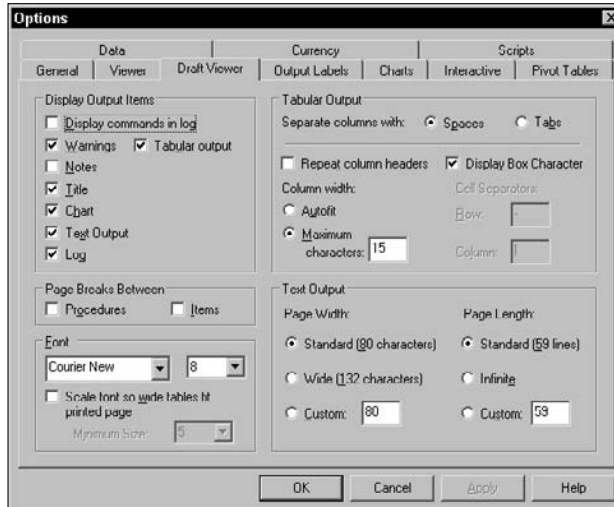 Options
Data Currency Scripts
General Viewer Draft Viewer Output Labels Charts Interactive Pivot Tables
Display Output Items
Display commands in log
Warnings Tabular output
Notes
Title
Chart
Text Output
Log
Page Breaks Between
Procedures Items
Font
Courier New 8
Scale font so wide tables fit
printed page
Minimum Size: 5
Tabular Output
Separate columns with: Spaces Tabs
Repeat column headers Display Box Character
Column width:
Autofit
Maximum
characters: 15
Cell Separators:
Row: -
Column: |
Text Output
Page Width:
Standard (80 characters)
Wide (132 characters)
Custom: 80
Page Length:
Standard (59 lines)
Infinite
Custom: 59
OK Cancel Apply Help